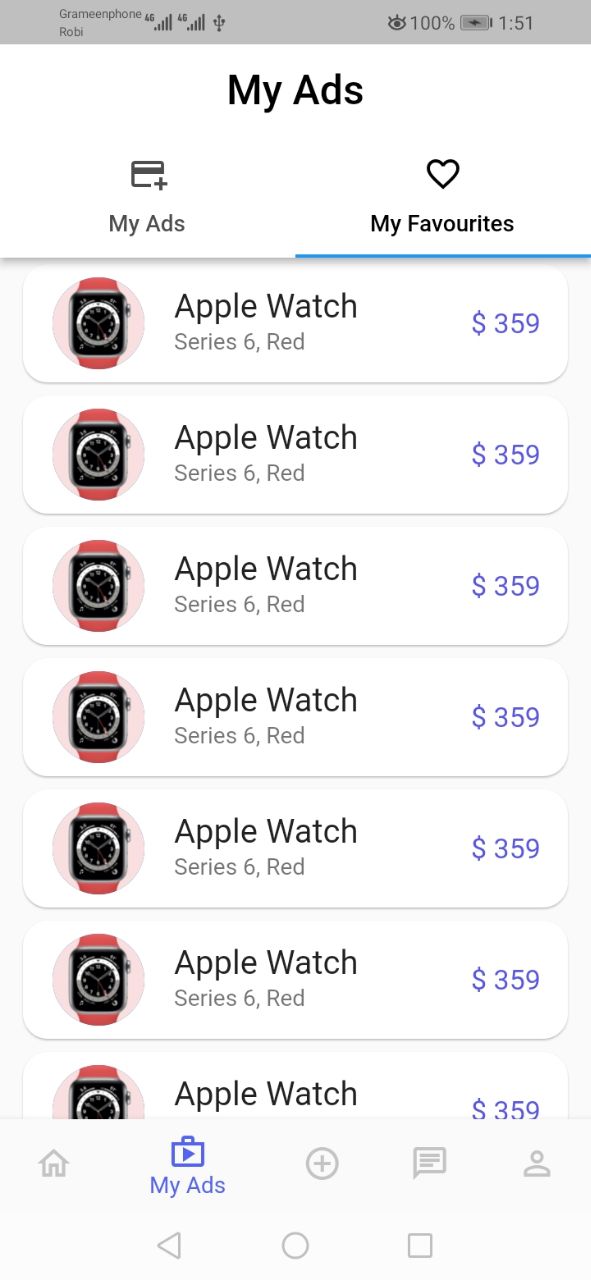 Grameenphone 4G 4G 100% 1:51
Robi
My Ads
My Ads My Favourites
Apple Watch
Series 6, Red
$ 359
Apple Watch
Series 6, Red
$ 359
Apple Watch
Series 6, Red
$ 359
Apple Watch
Series 6, Red
$ 359
Apple Watch
Series 6, Red
$ 359
Apple Watch
Series 6, Red
$ 359
Apple Watch
$ 359
My Ads